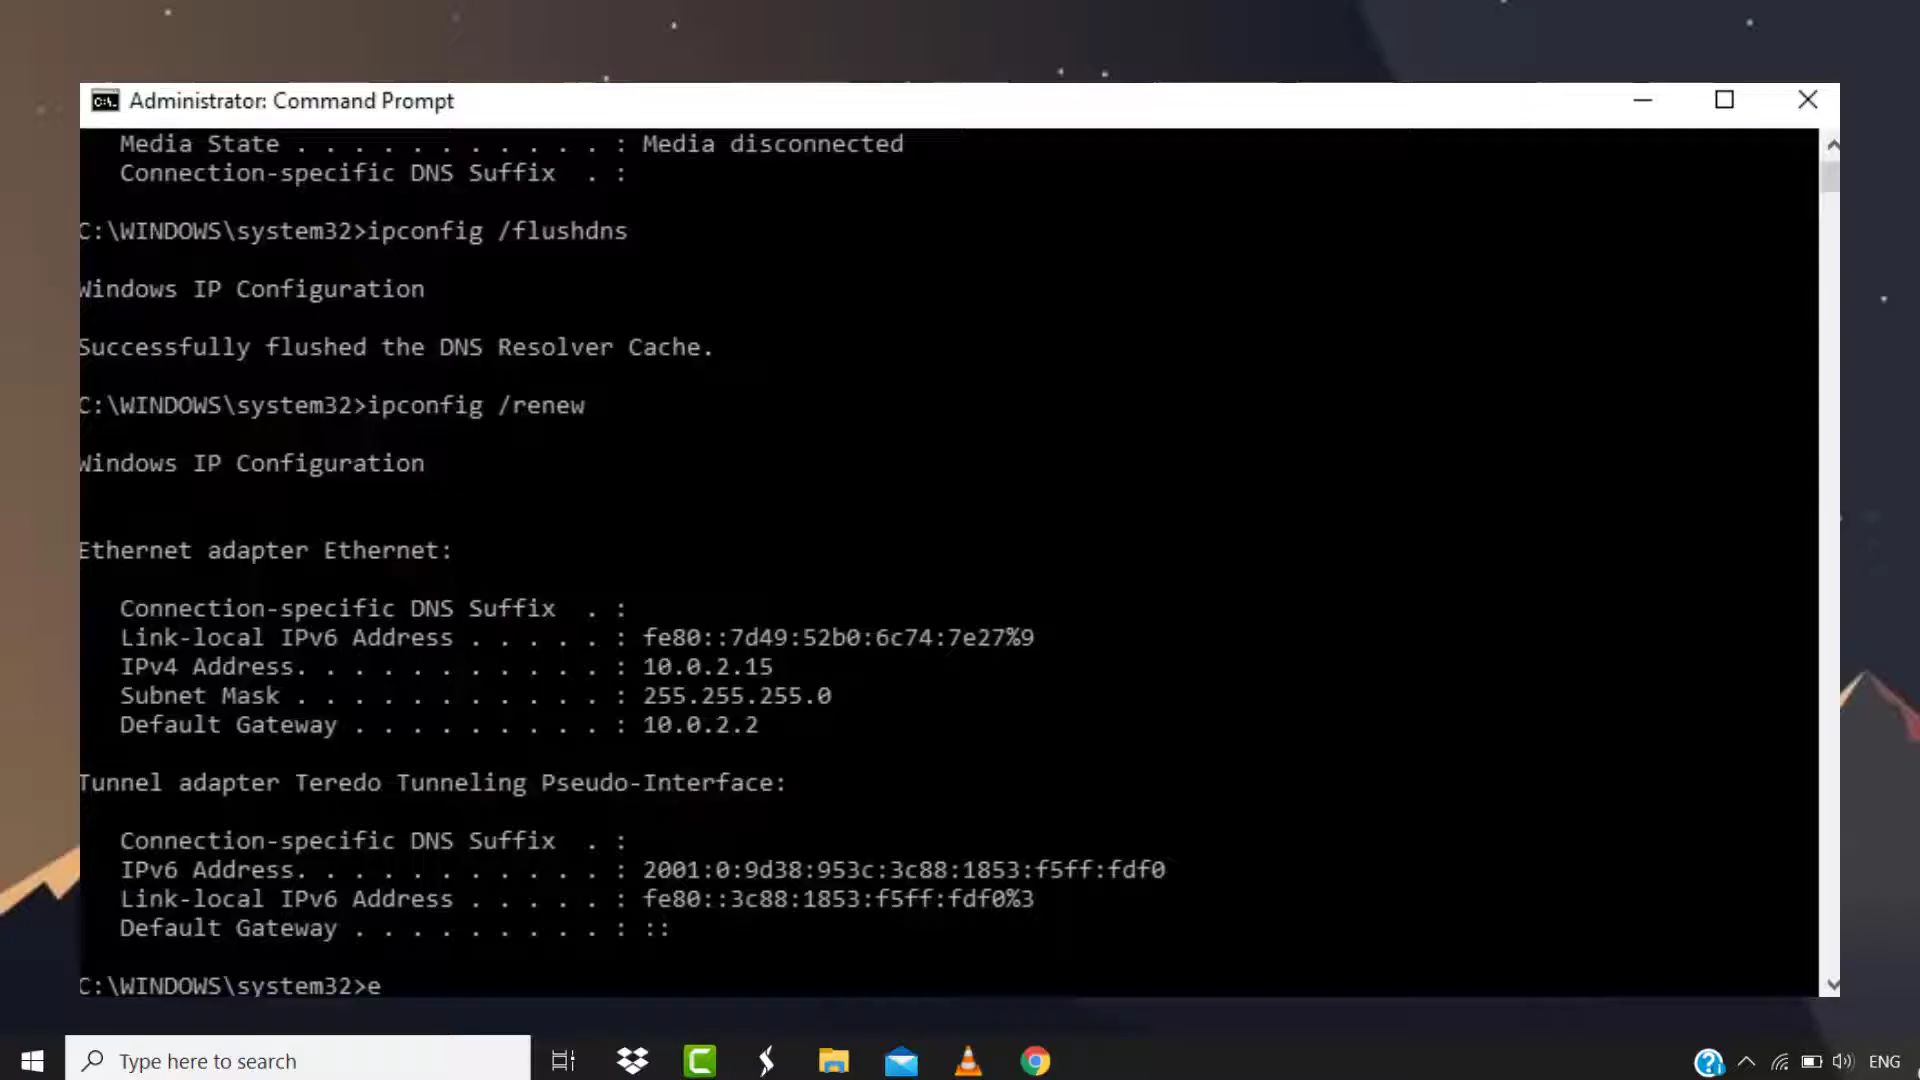 Administrator: Command Prompt
Media State . . . . . . . . . . . : Media disconnected
Connection-specific DNS Suffix  . :
C:\WINDOWS\system32>ipconfig /flushdns
Windows IP Configuration
Successfully flushed the DNS Resolver Cache.
C:\WINDOWS\system32>ipconfig /renew
Windows IP Configuration
Ethernet adapter Ethernet:
Connection-specific DNS Suffix  . :
Link-local IPv6 Address . . . . . : fe80::7d49:52b0:6c74:7e27%9
IPv4 Address. . . . . . . . . . . : 10.0.2.15
Subnet Mask . . . . . . . . . . . : 255.255.255.0
Default Gateway . . . . . . . . . : 10.0.2.2
Tunnel adapter Teredo Tunneling Pseudo-Interface:
Connection-specific DNS Suffix  . :
IPv6 Address. . . . . . . . . . . : 2001:0:9d38:953c:3c88:1853:f5ff:fdf0
Link-local IPv6 Address . . . . . : fe80::3c88:1853:f5ff:fdf0%3
Default Gateway . . . . . . . . . : ::
C:\WINDOWS\system32>e
Type here to search
ENG